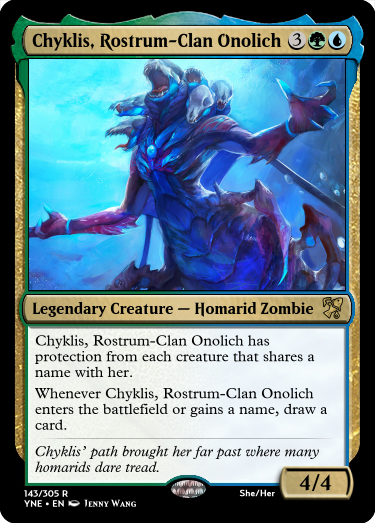 Chyklis, Rostrum-Clan Onolich 3
Legendary Creature — Homarid Zombie
Chyklis, Rostrum-Clan Onolich has
protection from each creature that shares a
name with her.
Whenever Chyklis, Rostrum-Clan Onolich
enters the battlefield or gains a name, draw a
card.
Chyklis' path brought her far past where many
homarids dare tread.
4/4
143/305 R
She/Her
YNE • EN Jenny Wang